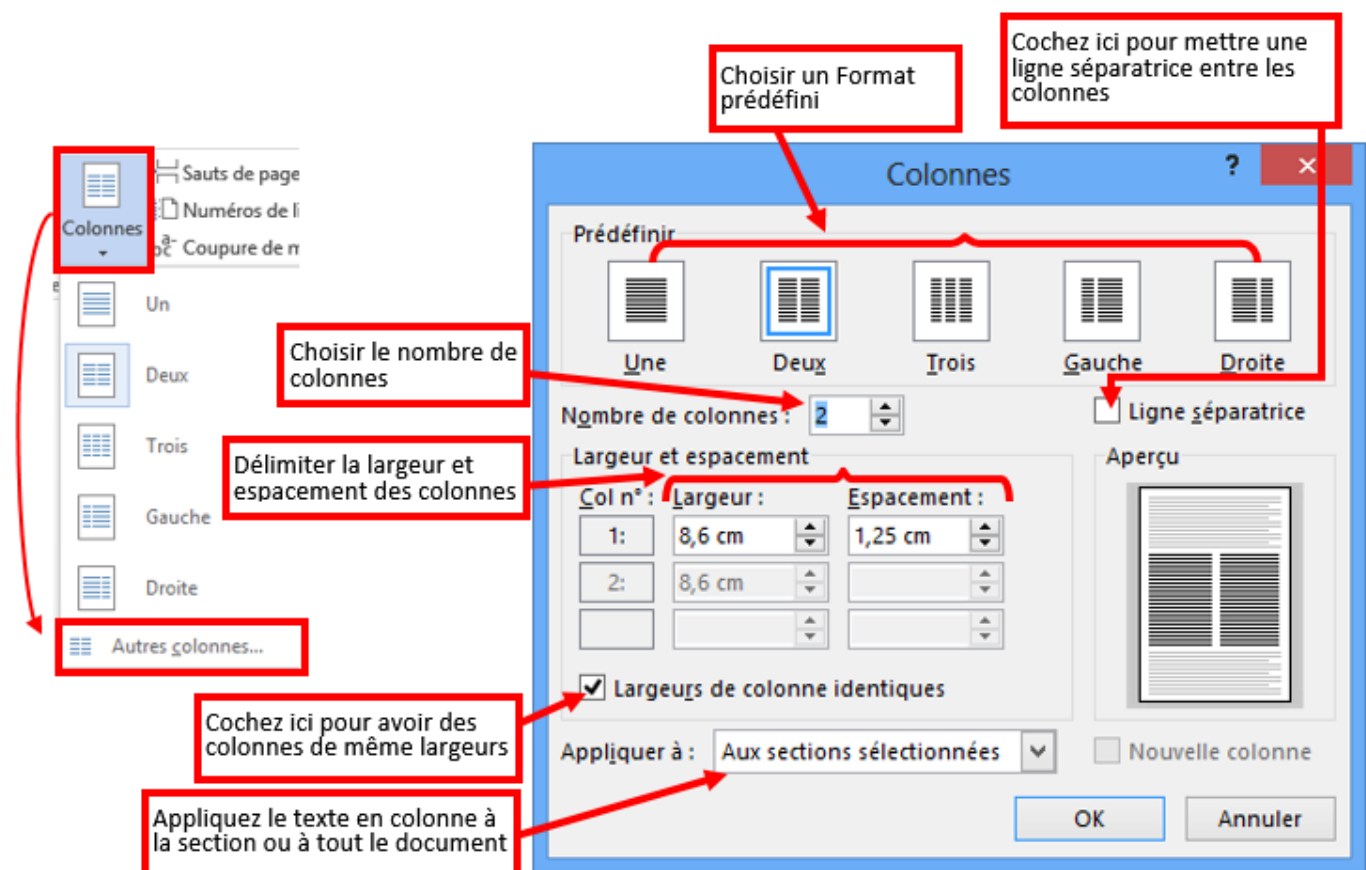 Cochez ici pour mettre une
ligne séparatrice entre les
colonnes
Choisir un Format
prédéfini
Sauts de page
Numéros de li
Coupure de m
Colonnes
Un
Deux
Trois
Gauche
Droite
Autres colonnes...
Choisir le nombre de
colonnes
Délimiter la largeur et
espacement des colonnes
Cochez ici pour avoir des
colonnes de même largeurs
Appliquez le texte en colonne à
la section ou à tout le document
Colonnes ?
Prédéfinir
Une Deux Trois Gauche Droite
Nombre de colonnes : 2
Ligne séparatrice
Largeur et espacement
Aperçu
Col n° : Largeur : Espacement :
1: 8,6 cm 1,25 cm
2: 8,6 cm
Largeurs de colonne identiques
Appliquer à : Aux sections sélectionnées
Nouvelle colonne
OK Annuler